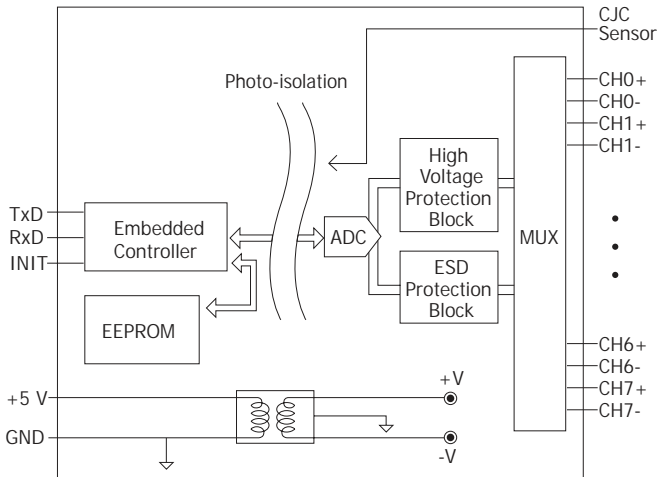 CJC
Sensor
Photo-isolation
CH0+
CH0-
CH1+
CH1-
High
Voltage
Protection
Block
TxD
RxD
INIT
Embedded
Controller
ADC
MUX
ESD
Protection
Block
EEPROM
CH6+
CH6-
CH7+
CH7-
+5 V
GND
+V
-V